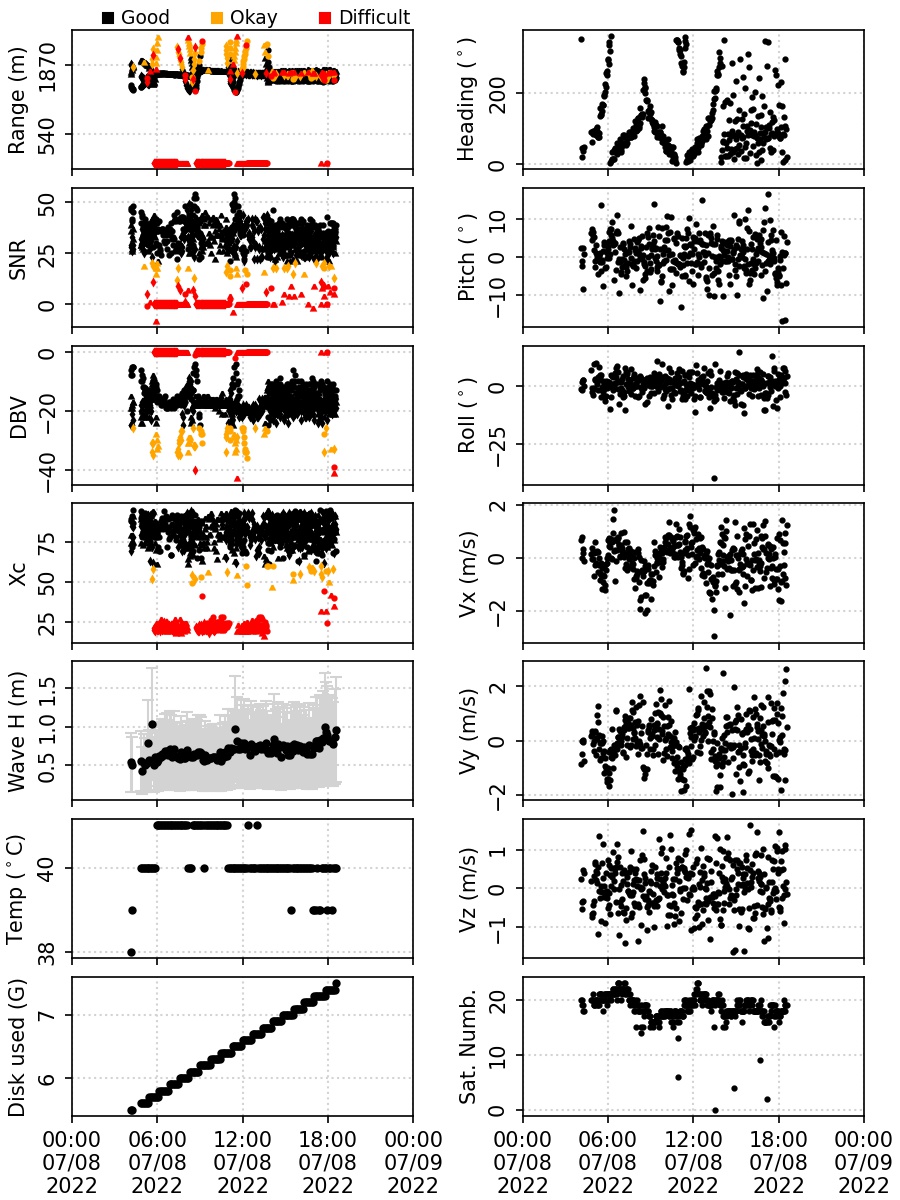 Good Okay Difficult
Range (m)
1870
540
Heading (°)
200
0
SNR
50
25
0
Pitch (°)
10
0
−10
DBV
0
−20
−40
Roll (°)
0
−25
Xc
75
50
25
Vx (m/s)
2
0
−2
Wave H (m)
1.5
1.0
0.5
Vy (m/s)
2
0
−2
Temp (°C)
40
38
Vz (m/s)
1
0
−1
Disk used (G)
7
6
Sat. Numb.
20
10
0
00:00 06:00 12:00 18:00 00:00 00:00 06:00 12:00 18:00 00:00
07/08 07/08 07/08 07/08 07/09 07/08 07/08 07/08 07/08 07/09
2022 2022 2022 2022 2022 2022 2022 2022 2022 2022